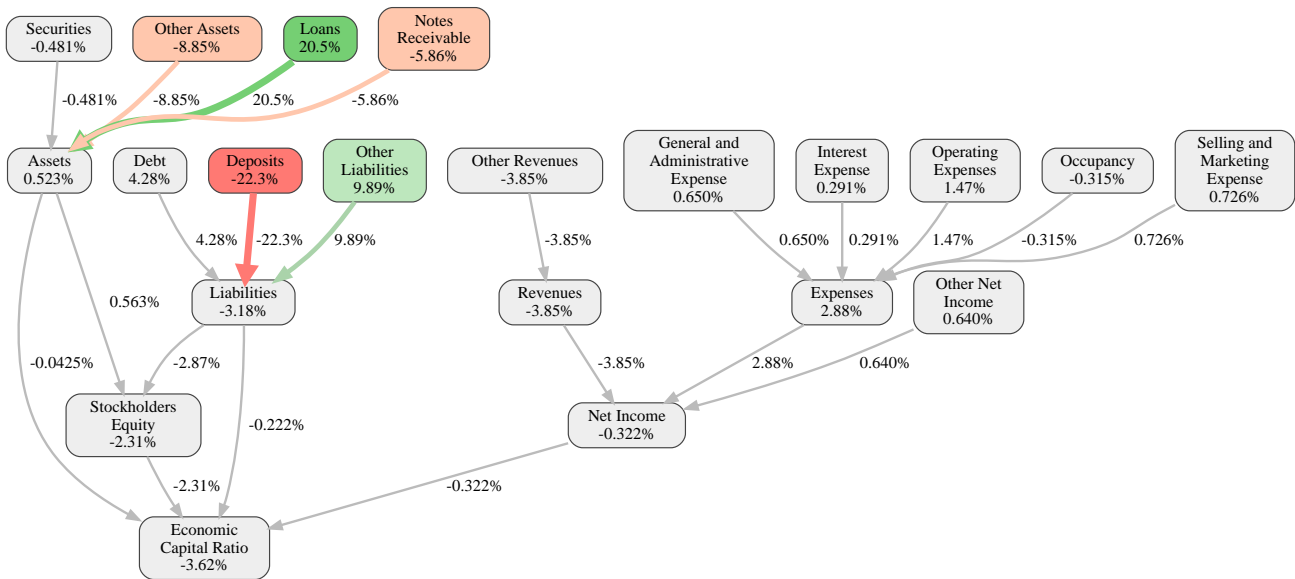 Securities
-0.481%
Other Assets
-8.85%
Loans
20.5%
Notes
Receivable
-5.86%
-0.481%
-8.85%
20.5%
-5.86%
Assets
0.523%
Debt
4.28%
Deposits
-22.3%
Other
Liabilities
9.89%
Other Revenues
-3.85%
General and
Administrative
Expense
0.650%
Interest
Expense
0.291%
Operating
Expenses
1.47%
Occupancy
-0.315%
Selling and
Marketing
Expense
0.726%
4.28%
-22.3%
9.89%
-3.85%
0.650%
0.291%
1.47%
-0.315%
0.726%
Liabilities
-3.18%
Revenues
-3.85%
Expenses
2.88%
Other Net
Income
0.640%
0.563%
-0.0425%
-2.87%
-3.85%
2.88%
0.640%
Stockholders
Equity
-2.31%
-0.222%
Net Income
-0.322%
-2.31%
-0.322%
Economic
Capital Ratio
-3.62%